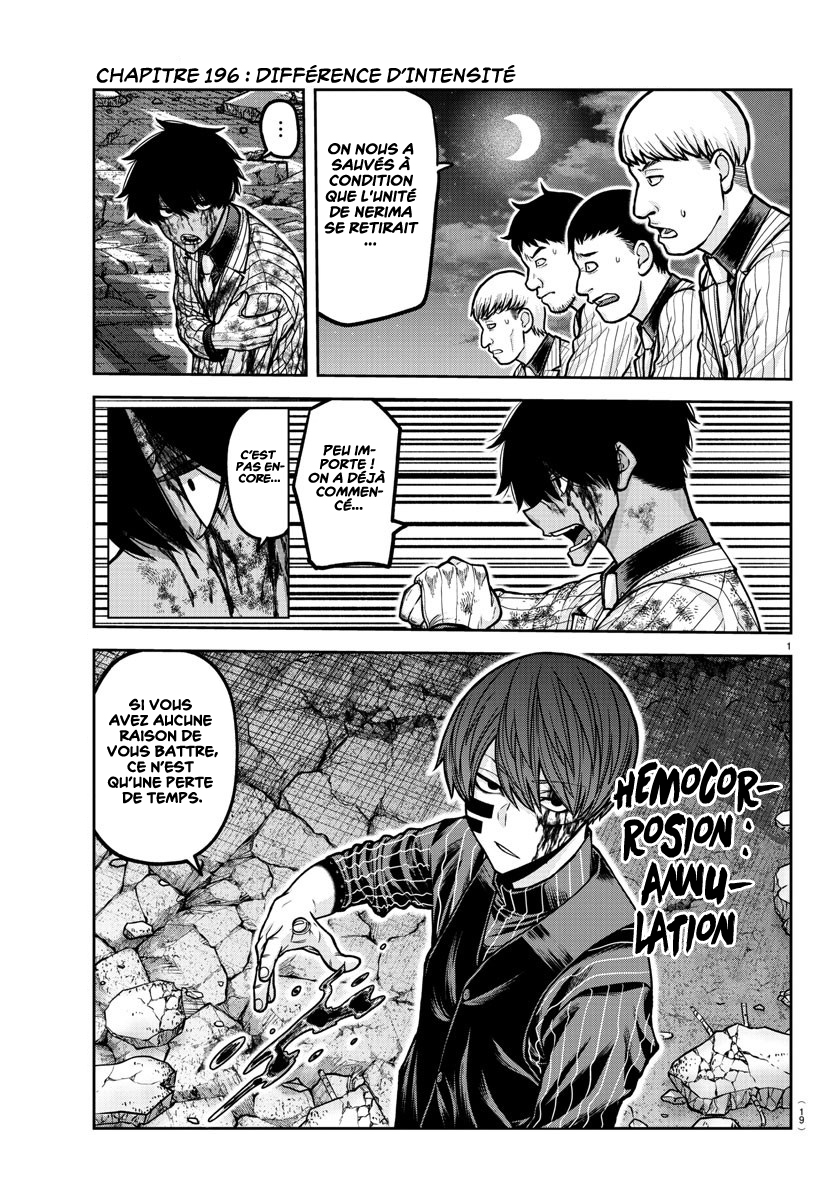 CHAPITRE 196 : DIFFÉRENCE D'INTENSITÉ
ON NOUS A
SAUVÉS À
CONDITION
QUE L'UNITÉ
DE NERIMA
SE RETIRAIT
...
...
PEU IM-
PORTE !
ON A DÉJÀ
COMMEN-
CÉ...
C'EST
PAS EN-
CORE...
1
HEMOCOR-
ROSION :
ANNU-
LATION
SI VOUS
AVEZ AUCUNE
RAISON DE
VOUS BATTRE,
CE N'EST
QU'UNE PERTE
DE TEMPS.
(19)